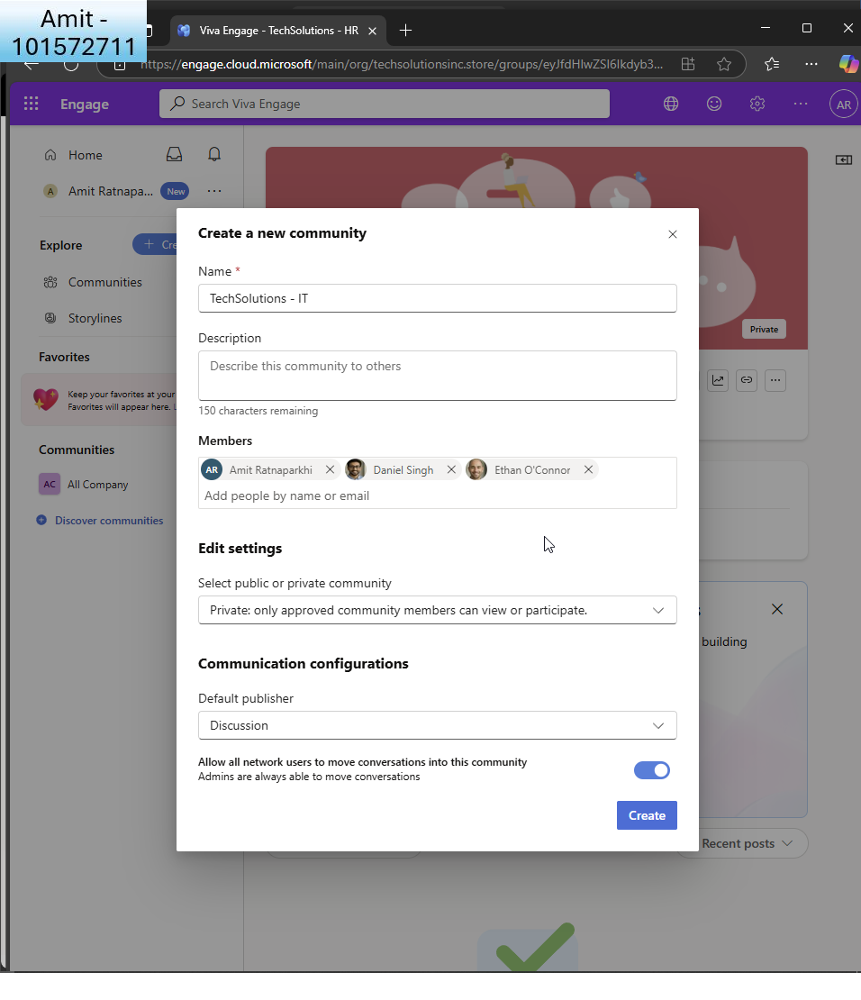 Amit -
101572711
Viva Engage - TechSolutions - HR
https://engage.cloud.microsoft/main/org/techsolutionsinc.store/groups/eyJfdHlwZSI6Ikdyb3...
Engage
Search Viva Engage
AR
Home
A
Amit Ratnapa...
New
Explore
Cre
Communities
Storylines
Favorites
Keep your favorites at your
Favorites will appear here.
Communities
AC
All Company
Discover communities
Private
building
Recent posts
Create a new community
Name *
TechSolutions - IT
Description
Describe this community to others
150 characters remaining
Members
AR Amit Ratnaparkhi Daniel Singh Ethan O'Connor
Add people by name or email
Edit settings
Select public or private community
Private: only approved community members can view or participate.
Communication configurations
Default publisher
Discussion
Allow all network users to move conversations into this community
Admins are always able to move conversations
Create